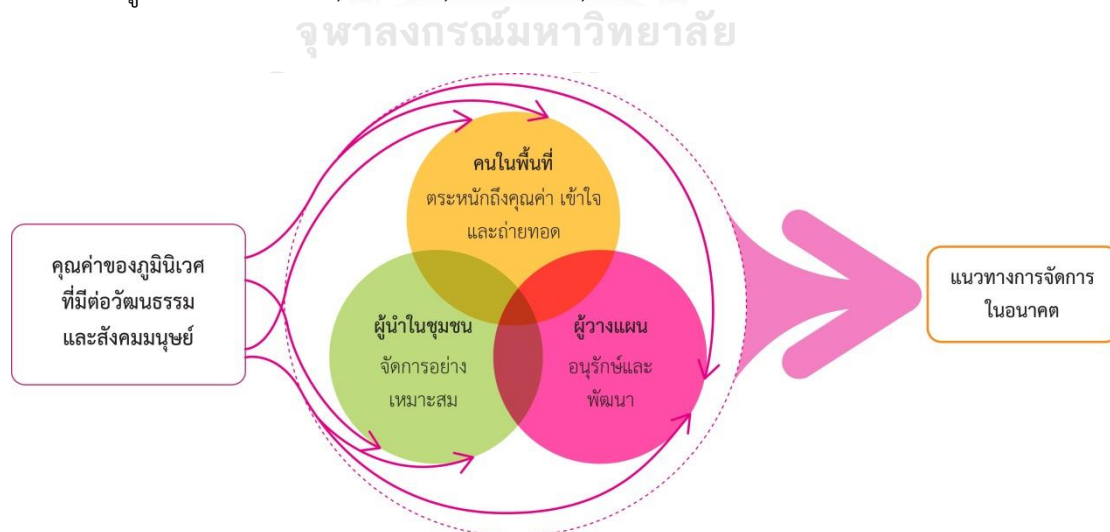 จุฬาลงกรณ์มหาวิทยาลัย
คนในพื้นที่
ตระหนักถึงคุณค่า เข้าใจ
และถ่ายทอด
คุณค่าของภูมินิเวศ
ที่มีต่อวัฒนธรรม
และสังคมมนุษย์
ผู้นำในชุมชน
จัดการอย่าง
เหมาะสม
ผู้วางแผน
อนุรักษ์และ
พัฒนา
แนวทางการจัดการ
ในอนาคต